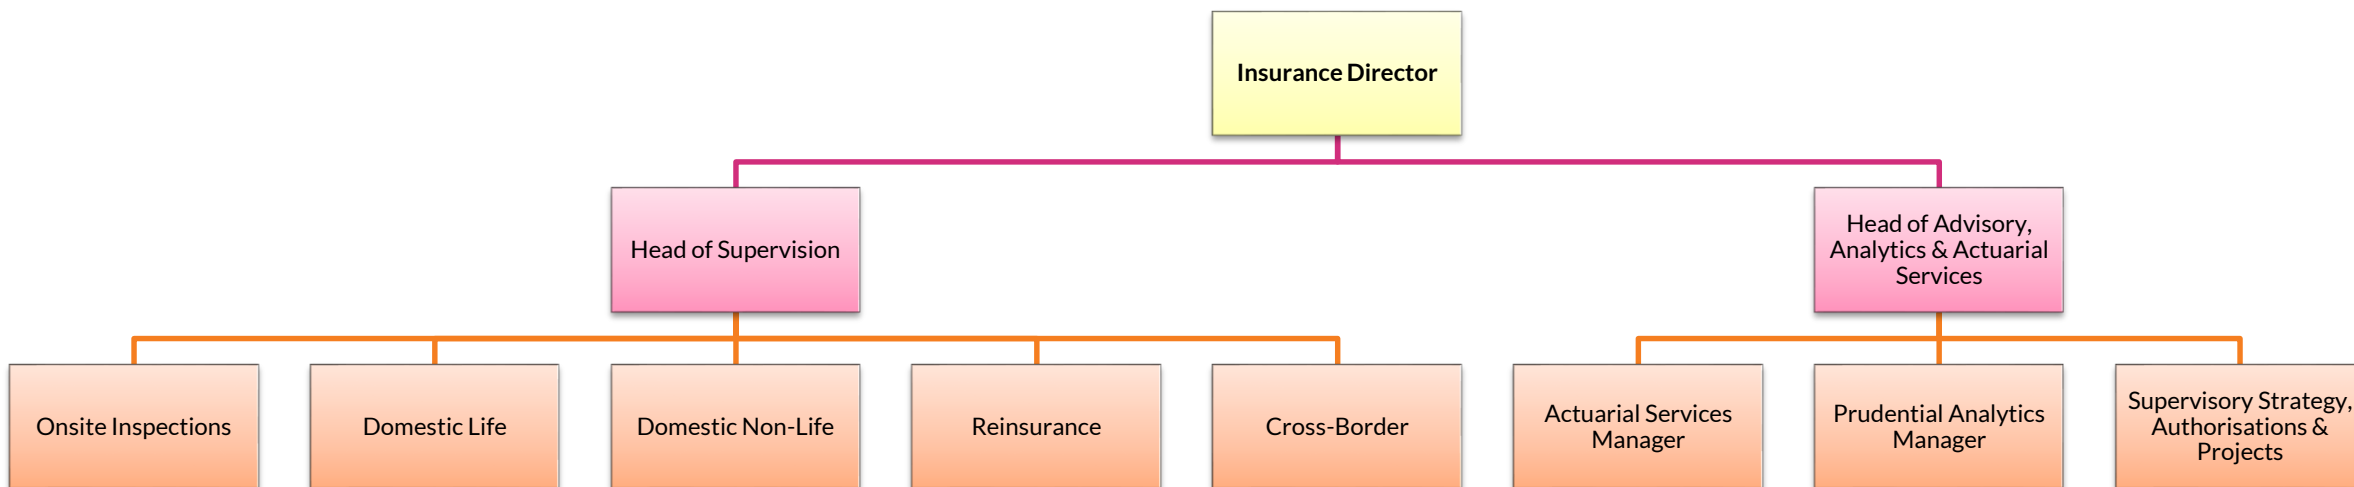 Insurance Director
Head of Supervision
Head of Advisory,
Analytics & Actuarial
Services
Onsite Inspections
Domestic Life
Domestic Non-Life
Reinsurance
Cross-Border
Actuarial Services
Manager
Prudential Analytics
Manager
Supervisory Strategy,
Authorisations &
Projects